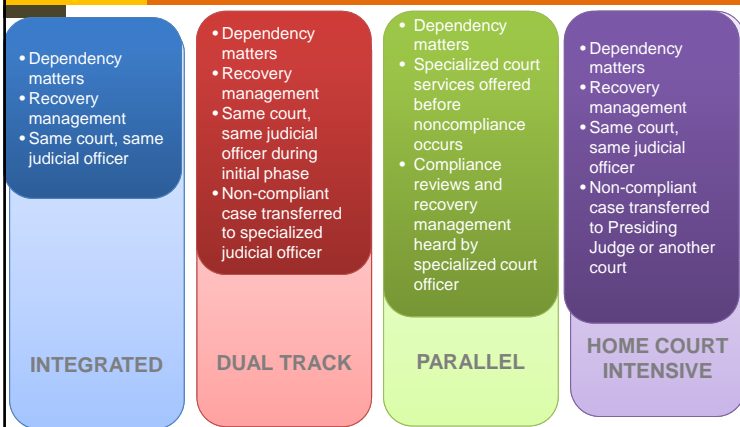 • Dependency
matters
• Recovery
management
• Same court, same
judicial officer
INTEGRATED
• Dependency
matters
• Recovery
management
• Same court,
same judicial
officer during
initial phase
• Non-compliant
case transferred
to specialized
judicial officer
DUAL TRACK
• Dependency
matters
• Specialized court
services offered
before
noncompliance
occurs
• Compliance
reviews and
recovery
management
heard by
specialized court
officer
PARALLEL
• Dependency
matters
• Recovery
management
• Same court,
same judicial
officer
• Non-compliant
case transferred
to Presiding
Judge or another
court
HOME COURT
INTENSIVE